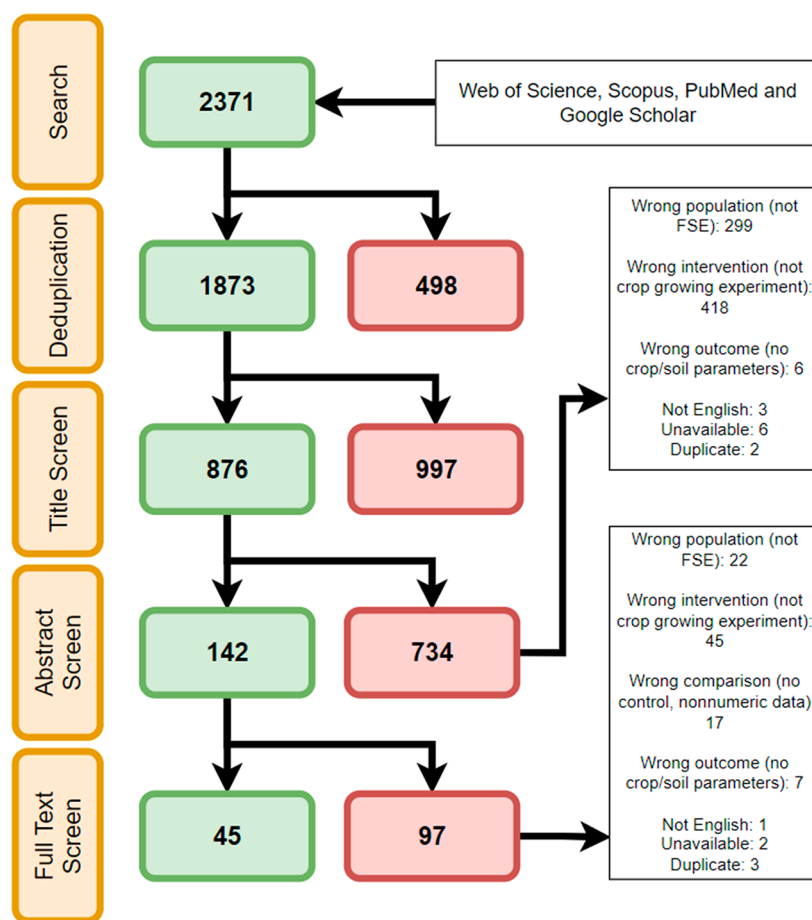 Search
2371
Web of Science, Scopus, PubMed and
Google Scholar
Deduplication
1873
498
Title Screen
876
997
Abstract
Screen
142
734
Wrong population (not
FSE): 299
Wrong intervention (not
crop growing experiment):
418
Wrong outcome (no
crop/soil parameters): 6
Not English: 3
Unavailable: 6
Duplicate: 2
Full Text
Screen
45
97
Wrong population (not
FSE): 22
Wrong intervention (not
crop growing experiment):
45
Wrong comparison (no
control, nonnumeric data)
17
Wrong outcome (no
crop/soil parameters): 7
Not English: 1
Unavailable: 2
Duplicate: 3